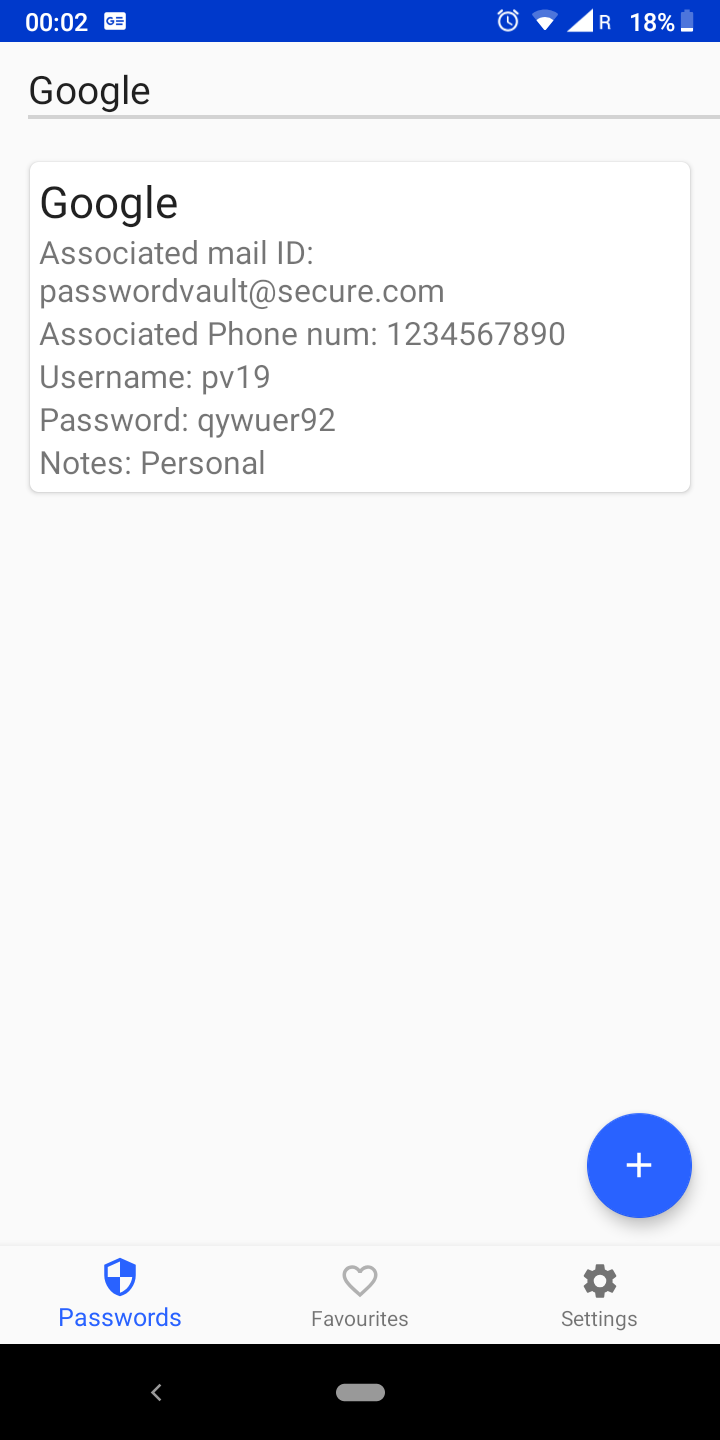 00:02 R 18%
Google
Google
Associated mail ID:
passwordvault@secure.com
Associated Phone num: 1234567890
Username: pv19
Password: qywuer92
Notes: Personal
+
Passwords Favourites Settings